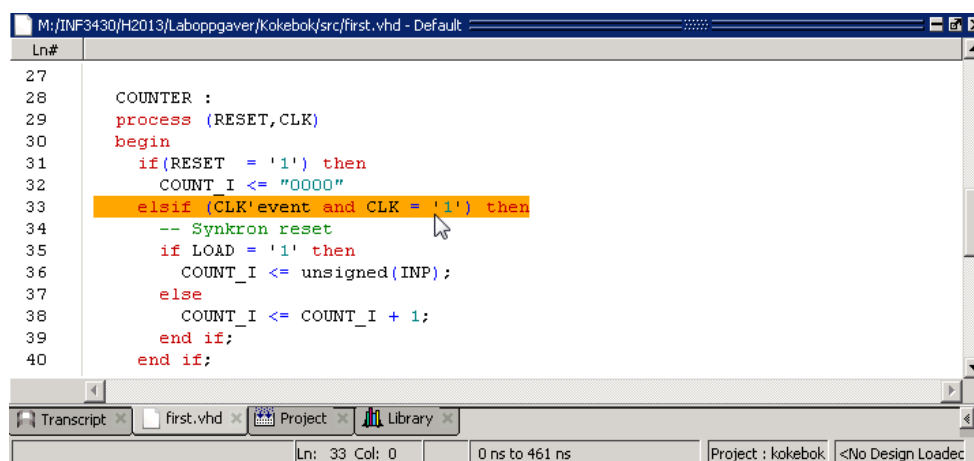 M:/INF3430/H2013/Laboppgaver/Kokebok/src/first.vhd - Default
Ln#
27
28 COUNTER :
29 process (RESET,CLK)
30 begin
31 if(RESET  = '1') then
32 COUNT_I <= "0000"
33 elsif (CLK'event and CLK = '1') then
34 -- Synkron reset
35 if LOAD = '1' then
36 COUNT_I <= unsigned(INP);
37 else
38 COUNT_I <= COUNT_I + 1;
39 end if;
40 end if;
Transcript first.vhd Project Library
Ln: 33 Col: 0 0 ns to 461 ns Project : kokebok <No Design Loaded